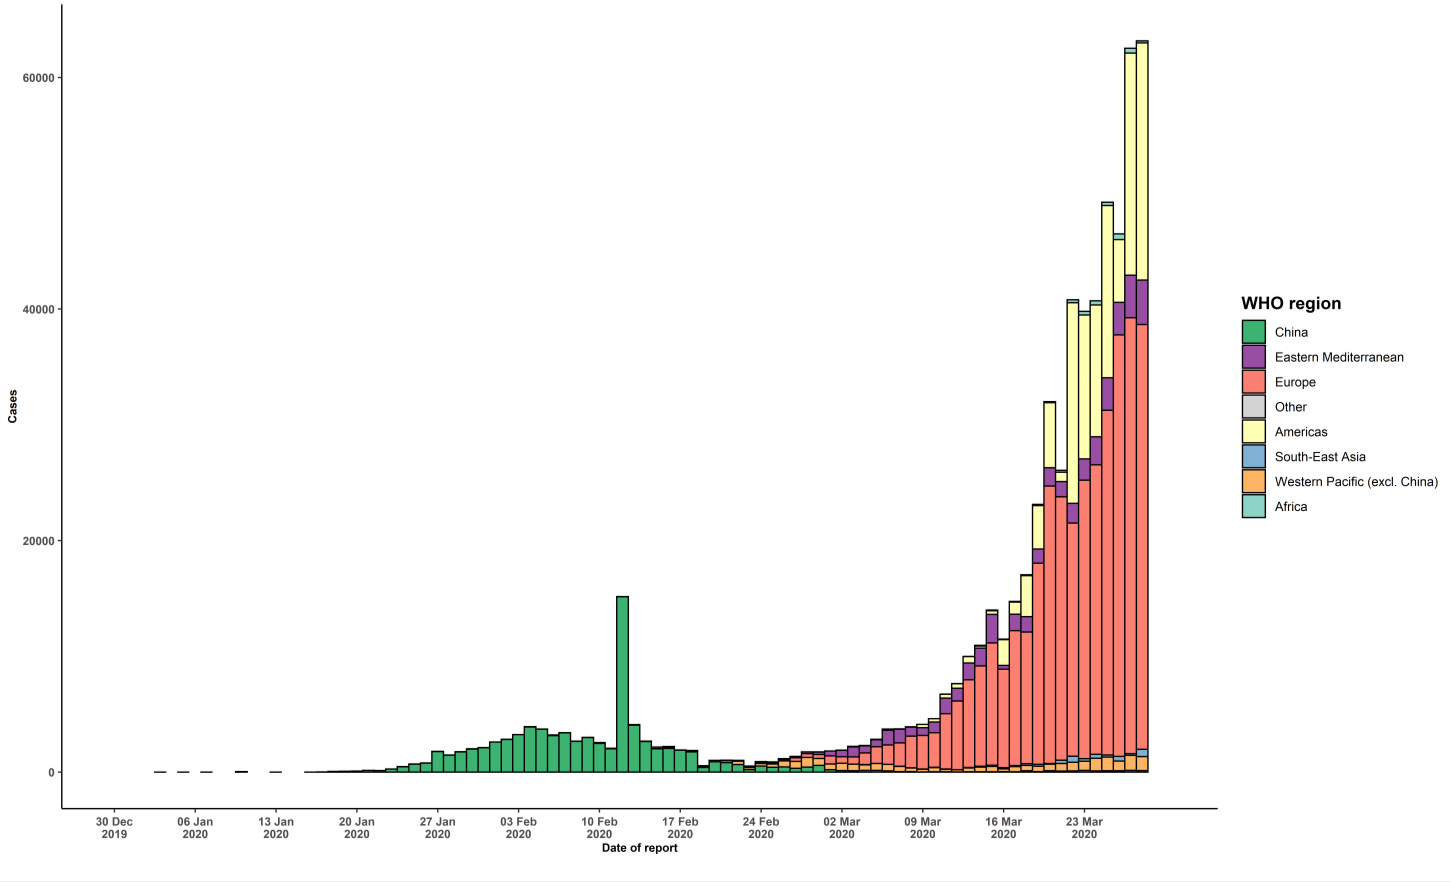 60000
40000
20000
0
Cases
30 Dec 06 Jan 13 Jan 20 Jan 27 Jan 03 Feb 10 Feb 17 Feb 24 Feb 02 Mar 09 Mar 16 Mar 23 Mar
2019 2020 2020 2020 2020 2020 2020 2020 2020 2020 2020 2020 2020
Date of report
WHO region
China
Eastern Mediterranean
Europe
Other
Americas
South-East Asia
Western Pacific (excl. China)
Africa